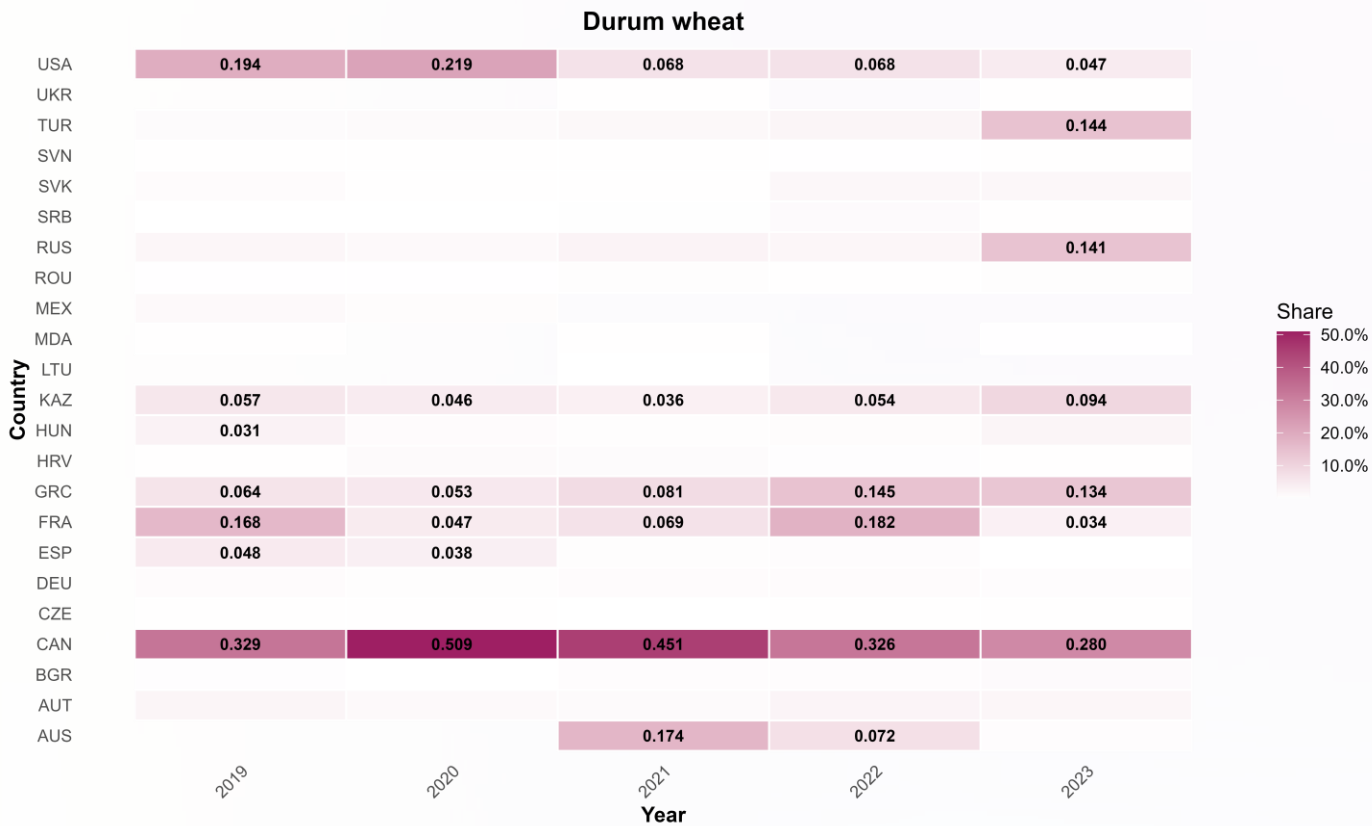 Durum wheat
USA 0.194 0.219 0.068 0.068 0.047
UKR
TUR 0.144
SVN
SVK
SRB
RUS 0.141
ROU
MEX
MDA
LTU
KAZ 0.057 0.046 0.036 0.054 0.094
HUN 0.031
HRV
GRC 0.064 0.053 0.081 0.145 0.134
FRA 0.168 0.047 0.069 0.182 0.034
ESP 0.048 0.038
DEU
CZE
CAN 0.329 0.509 0.451 0.326 0.280
BGR
AUT
AUS 0.174 0.072
2019 2020 2021 2022 2023
Year
Country
Share
50.0%
40.0%
30.0%
20.0%
10.0%